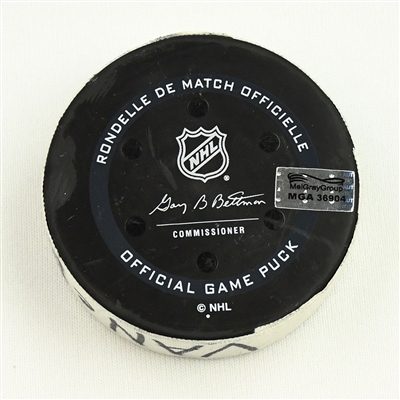 RONDELLE DE MATCH OFFICIELLE
NHL
Gary B Bettman
COMMISSIONER
MeiGrayGroup
MGA 36904
OFFICIAL GAME PUCK
© NHL